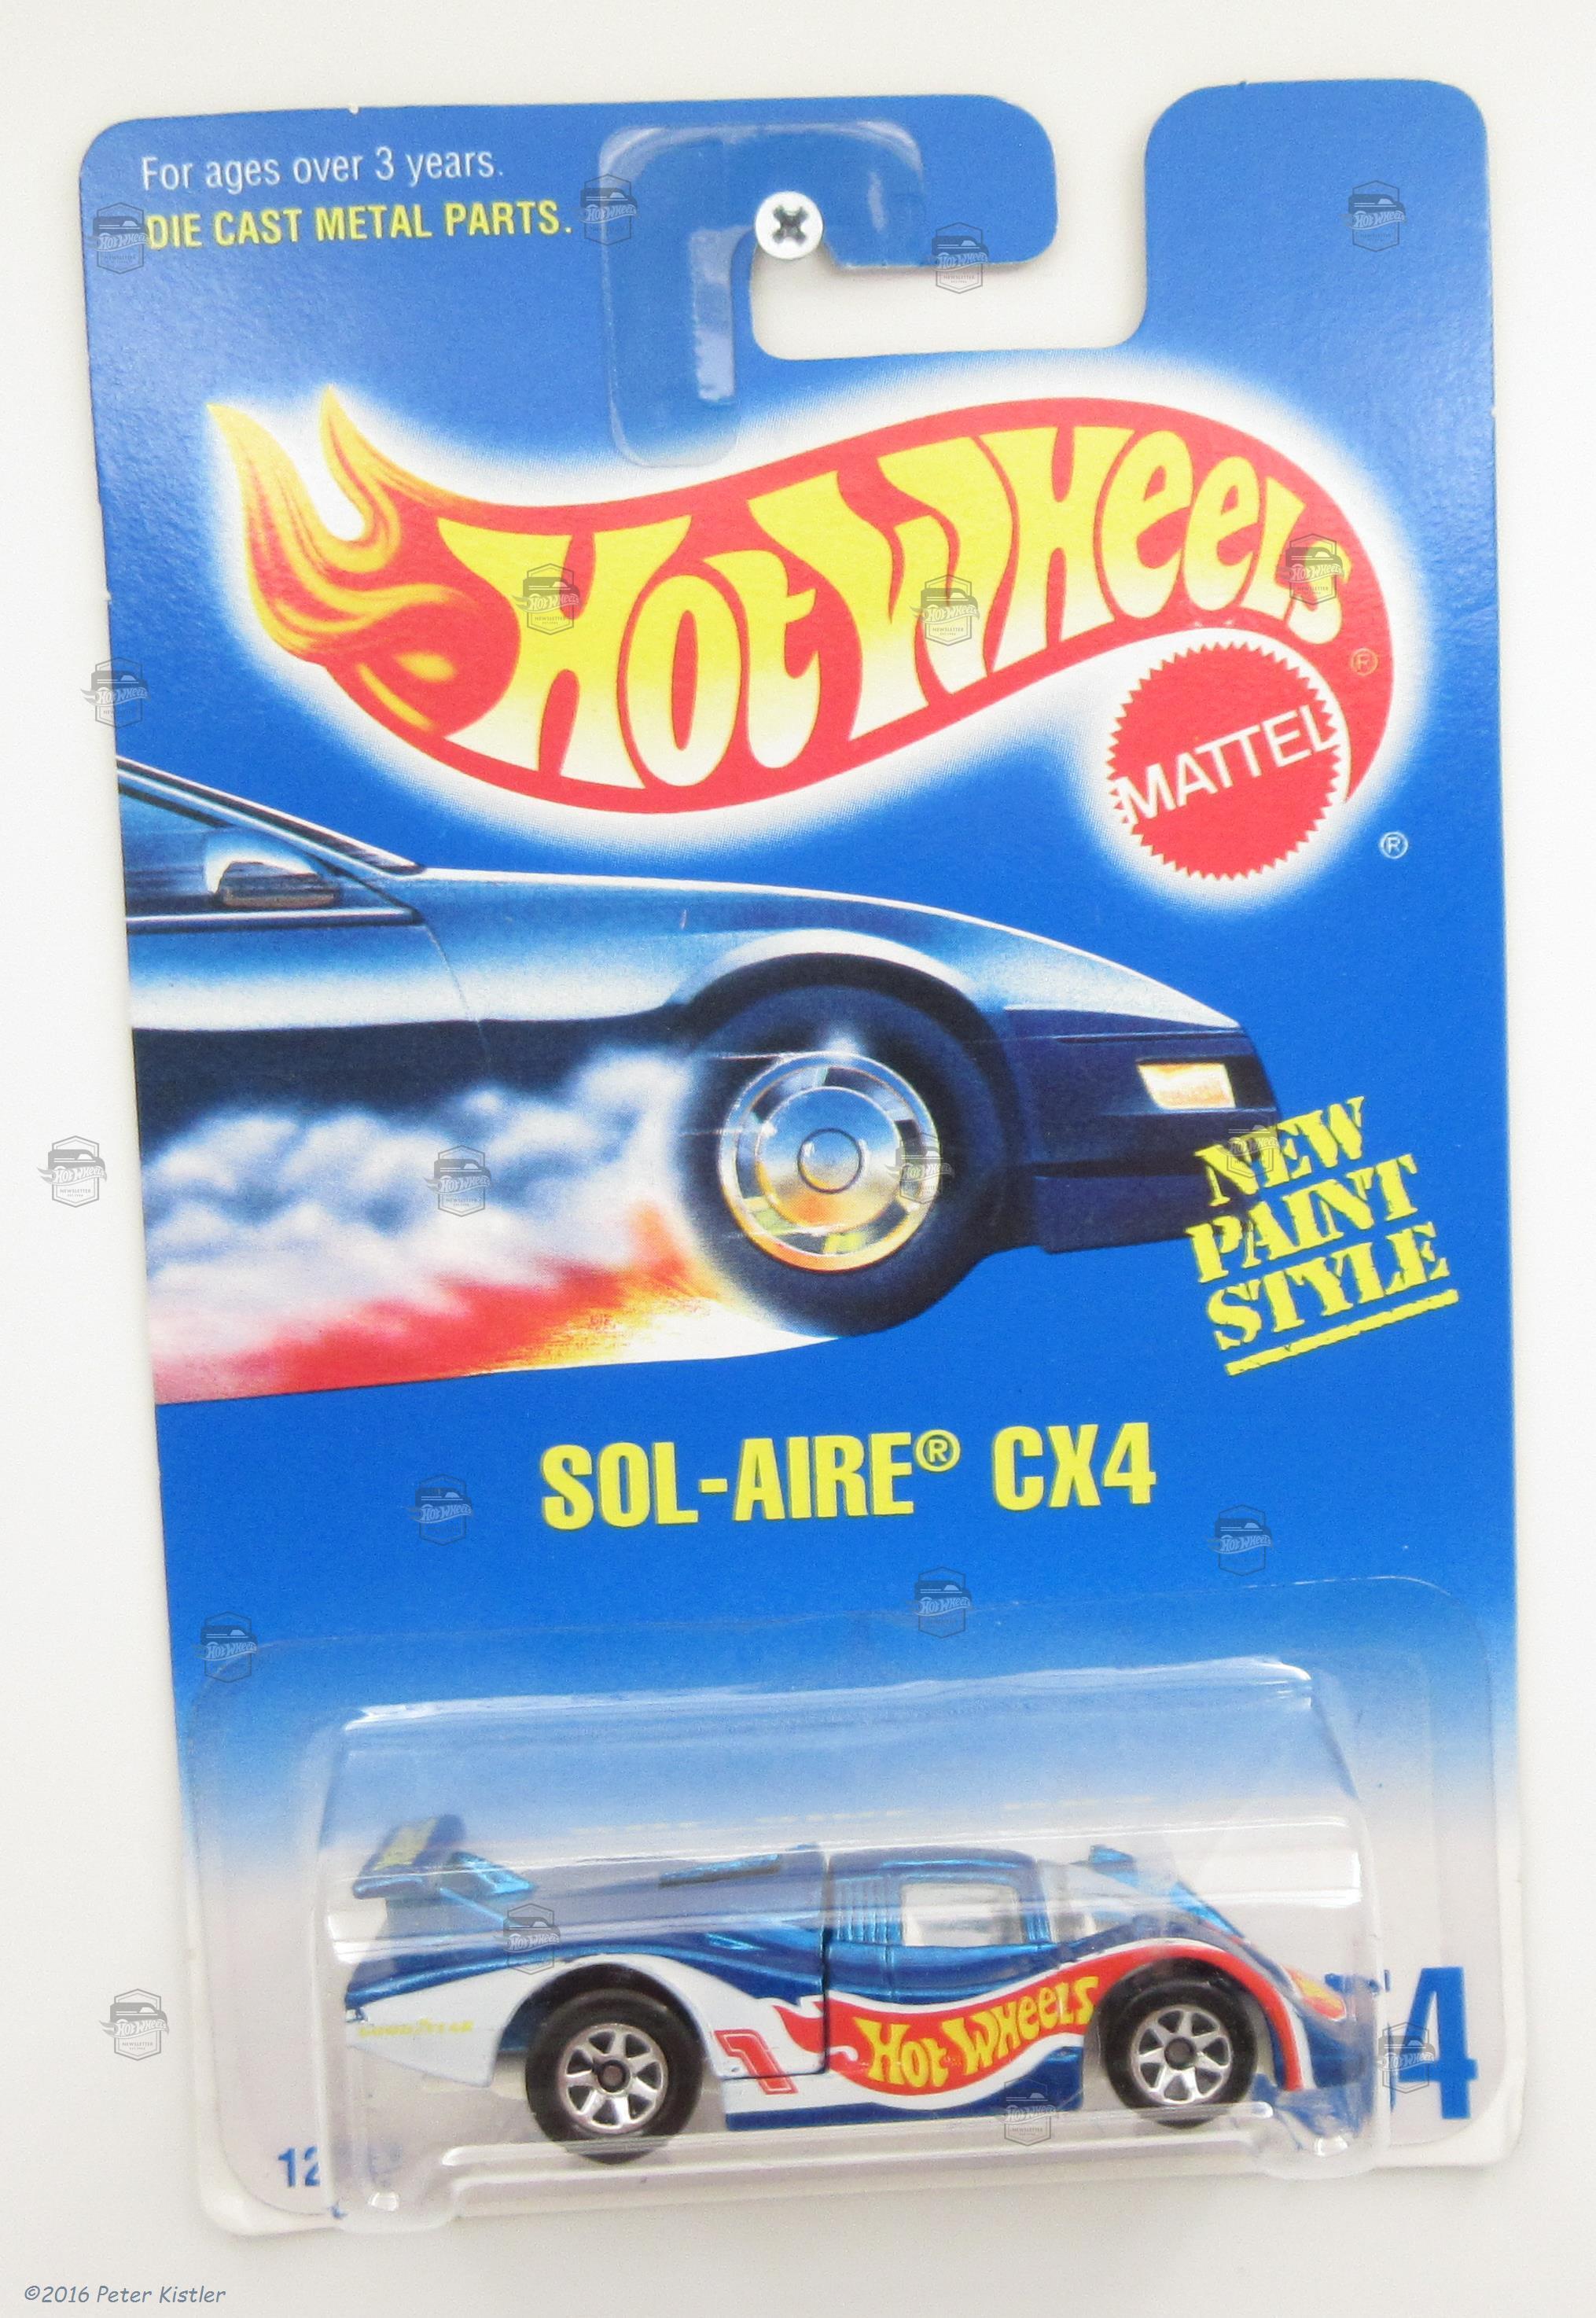 For ages over 3 years.
DIE CAST METAL PARTS.
Hot Wheels ®
MATTEL
®
NEW
PAINT
STYLE
SOL-AIRE® CX4
GOODYEAR
1
Hot Wheels
4
12
©2016 Peter Kistler